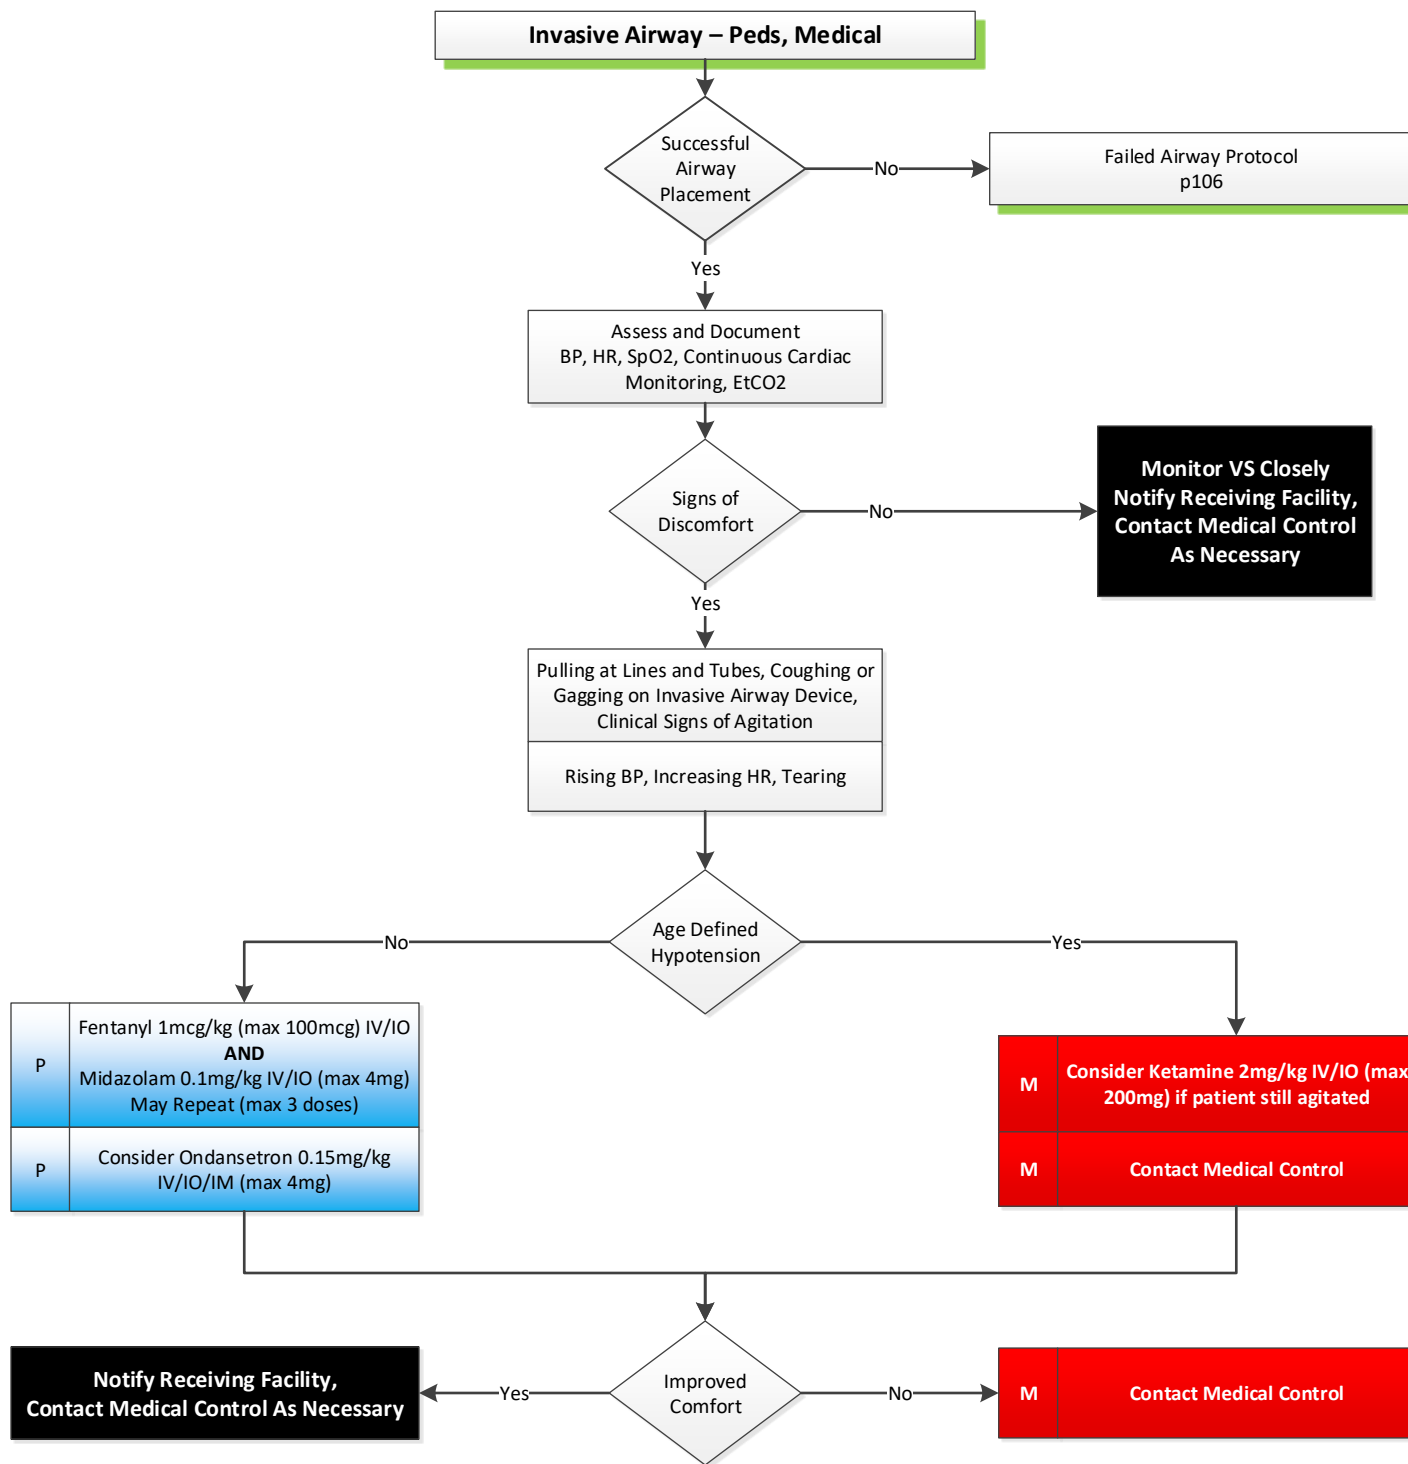 Invasive Airway – Peds, Medical
Successful
Airway
Placement
No
Failed Airway Protocol
p106
Yes
Assess and Document
BP, HR, SpO2, Continuous Cardiac
Monitoring, EtCO2
Signs of
Discomfort
No
Monitor VS Closely
Notify Receiving Facility,
Contact Medical Control
As Necessary
Yes
Pulling at Lines and Tubes, Coughing or
Gagging on Invasive Airway Device,
Clinical Signs of Agitation
Rising BP, Increasing HR, Tearing
Age Defined
Hypotension
No
Yes
P
Fentanyl 1mcg/kg (max 100mcg) IV/IO
AND
Midazolam 0.1mg/kg IV/IO (max 4mg)
May Repeat (max 3 doses)
P
Consider Ondansetron 0.15mg/kg
IV/IO/IM (max 4mg)
M
Consider Ketamine 2mg/kg IV/IO (max
200mg) if patient still agitated
M
Contact Medical Control
Improved
Comfort
Yes
Notify Receiving Facility,
Contact Medical Control As Necessary
No
M
Contact Medical Control